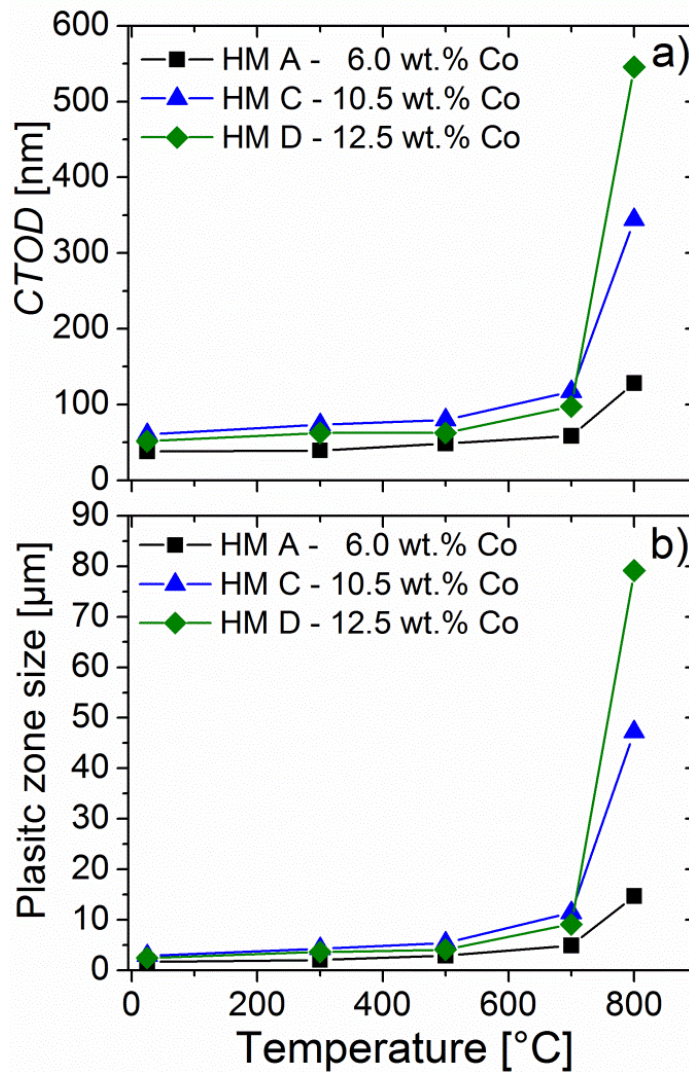 600
a)
HM A - 6.0 wt.% Co
HM C - 10.5 wt.% Co
HM D - 12.5 wt.% Co
500
400
300
200
100
0
CTOD [nm]
90
b)
HM A - 6.0 wt.% Co
HM C - 10.5 wt.% Co
HM D - 12.5 wt.% Co
80
70
60
50
40
30
20
10
0
Plasitc zone size [µm]
0 200 400 600 800
Temperature [°C]